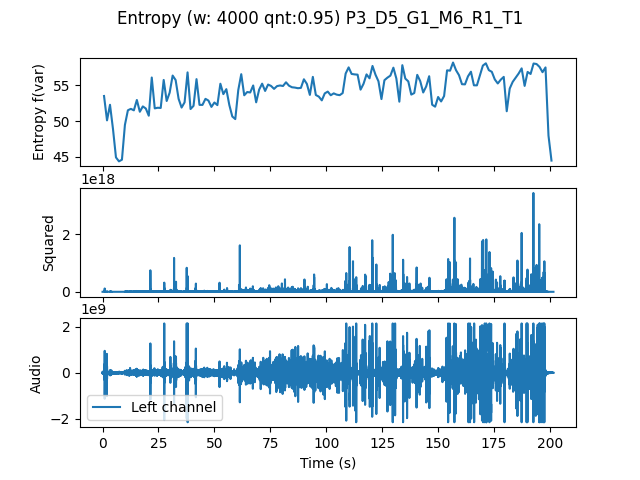 Entropy (w: 4000 qnt:0.95) P3_D5_G1_M6_R1_T1
Entropy f(var)
55
50
45
1e18
Squared
2
0
1e9
Audio
2
0
−2
Left channel
0 25 50 75 100 125 150 175 200
Time (s)